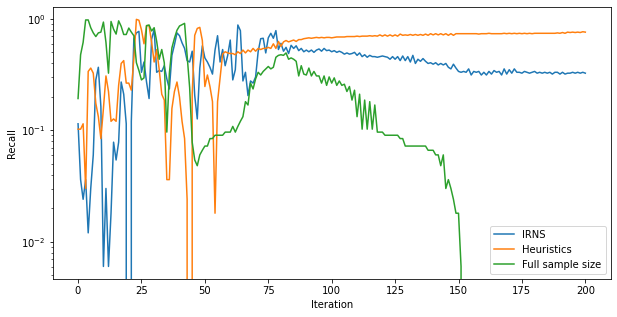 10⁰
10⁻¹
10⁻²
Recall
0 25 50 75 100 125 150 175 200
Iteration
IRNS
Heuristics
Full sample size